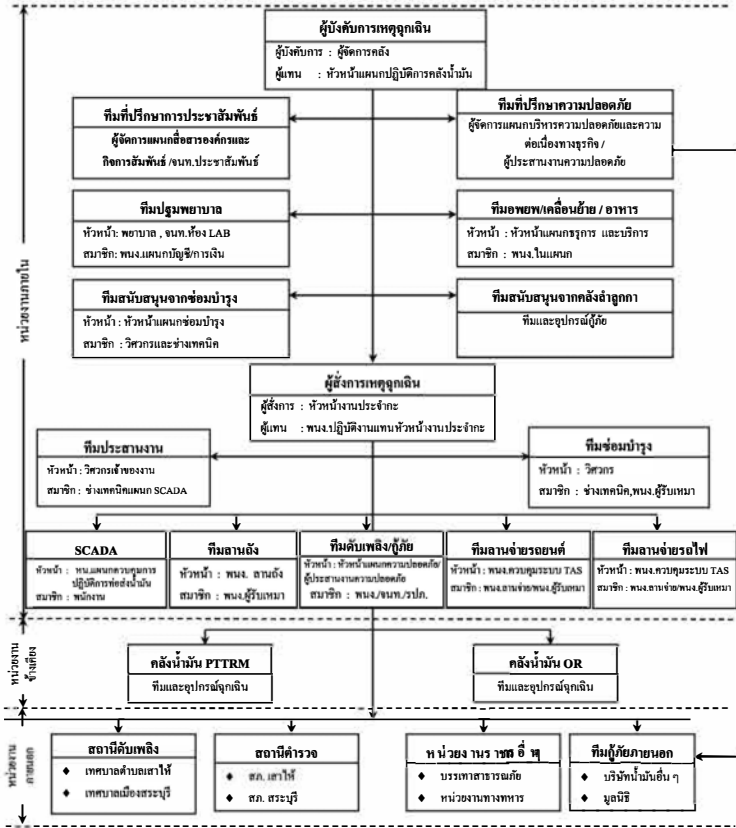 ผู้บังคับการเหตุฉุกเฉิน
ผู้บังคับการ : ผู้จัดการคลัง
ผู้แทน : หัวหน้าแผนกปฏิบัติการคลังน้ำมัน
ทีมที่ปรึกษาการประชาสัมพันธ์
ผู้จัดการแผนกสื่อสารองค์กรและ
กิจการสัมพันธ์ /จนท.ประชาสัมพันธ์
ทีมที่ปรึกษาความปลอดภัย
ผู้จัดการแผนกบริหารความปลอดภัยและความ
ต่อเนื่องทางธุรกิจ /
ผู้ประสานงานความปลอดภัย
ทีมปฐมพยาบาล
หัวหน้า: พยาบาล , จนท.ห้อง LAB
สมาชิก: พนง.แผนกบัญชี/การเงิน
ทีมอพยพ/เคลื่อนย้าย / อาหาร
หัวหน้า : หัวหน้าแผนกธุรการ และบริการ
สมาชิก : พนง.ในแผนก
ทีมสนับสนุนจากซ่อมบำรุง
หัวหน้า : หัวหน้าแผนกซ่อมบำรุง
สมาชิก : วิศวกรและช่างเทคนิค
ทีมสนับสนุนจากคลังลำลูกกา
ทีมและอุปกรณ์กู้ภัย
หน่วยงานภายใน
ผู้สั่งการเหตุฉุกเฉิน
ผู้สั่งการ : หัวหน้างานประจำกะ
ผู้แทน : พนง.ปฏิบัติงานแทนหัวหน้างานประจำกะ
ทีมประสานงาน
หัวหน้า : วิศวกรเจ้าของงาน
สมาชิก : ช่างเทคนิคแผนก SCADA
ทีมซ่อมบำรุง
หัวหน้า : วิศวกร
สมาชิก : ช่างเทคนิค,พนง.ผู้รับเหมา
SCADA
หัวหน้า : หน.แผนกควบคุมการ
ปฏิบัติการท่อส่งน้ำมัน
สมาชิก : พนักงาน
ทีมลานถัง
หัวหน้า : พนง. ลานถัง
สมาชิก : พนง.ผู้รับเหมา
ทีมดับเพลิง/กู้ภัย
หัวหน้า : หัวหน้าแผนกความปลอดภัย/
ผู้ประสานงานความปลอดภัย
สมาชิก : พนง./จนท./รปภ.
ทีมลานจ่ายรถยนต์
หัวหน้า : พนง.ควบคุมระบบ TAS
สมาชิก : พนง.ลานจ่าย/พนง.ผู้รับเหมา
ทีมลานจ่ายรถไฟ
หัวหน้า : พนง.ควบคุมระบบ TAS
สมาชิก : พนง.ลานจ่าย/พนง.ผู้รับเหมา
หน่วยงาน
ข้างเคียง
คลังน้ำมัน PTTRM
ทีมและอุปกรณ์ฉุกเฉิน
คลังน้ำมัน OR
ทีมและอุปกรณ์ฉุกเฉิน
หน่วยงาน
ภายนอก
สถานีดับเพลิง
♦ เทศบาลตำบลเสาไห้
♦ เทศบาลเมืองสระบุรี
สถานีตำรวจ
♦ สภ. เสาไห้
♦ สภ. สระบุรี
หน่วยงานราชการอื่นๆ
♦ บรรเทาสาธารณภัย
♦ หน่วยงานทางทหาร
ทีมกู้ภัยภายนอก
♦ บริษัทน้ำมันอื่น ๆ
♦ มูลนิธิ